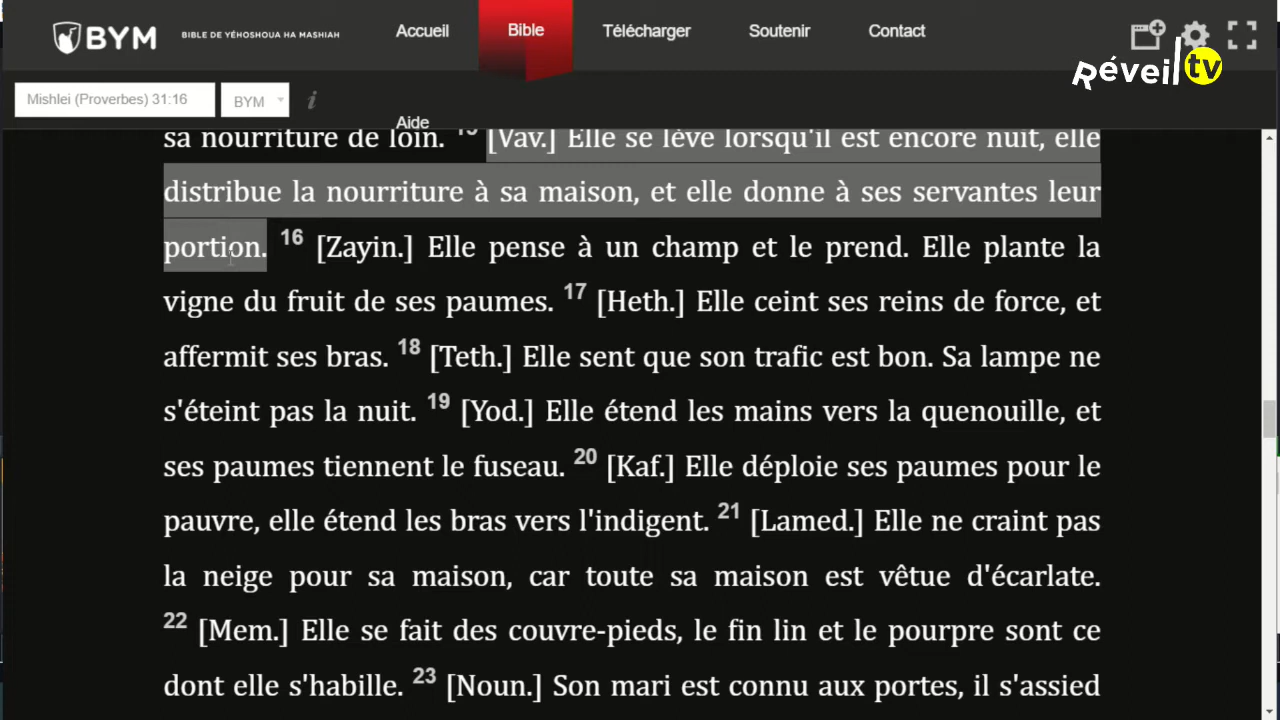 BYM BIBLE DE YÉHOSHOUA HA MASHIAH Accueil Bible Télécharger Soutenir Contact
Réveil tv
Mishlei (Proverbes) 31:16 BYM i
Aide
sa nourriture de loin. 15 [Vav.] Elle se lève lorsqu'il est encore nuit, elle
distribue la nourriture à sa maison, et elle donne à ses servantes leur
portion. 16 [Zayin.] Elle pense à un champ et le prend. Elle plante la
vigne du fruit de ses paumes. 17 [Heth.] Elle ceint ses reins de force, et
affermit ses bras. 18 [Teth.] Elle sent que son trafic est bon. Sa lampe ne
s'éteint pas la nuit. 19 [Yod.] Elle étend les mains vers la quenouille, et
ses paumes tiennent le fuseau. 20 [Kaf.] Elle déploie ses paumes pour le
pauvre, elle étend les bras vers l'indigent. 21 [Lamed.] Elle ne craint pas
la neige pour sa maison, car toute sa maison est vêtue d'écarlate.
22 [Mem.] Elle se fait des couvre-pieds, le fin lin et le pourpre sont ce
dont elle s'habille. 23 [Noun.] Son mari est connu aux portes, il s'assied